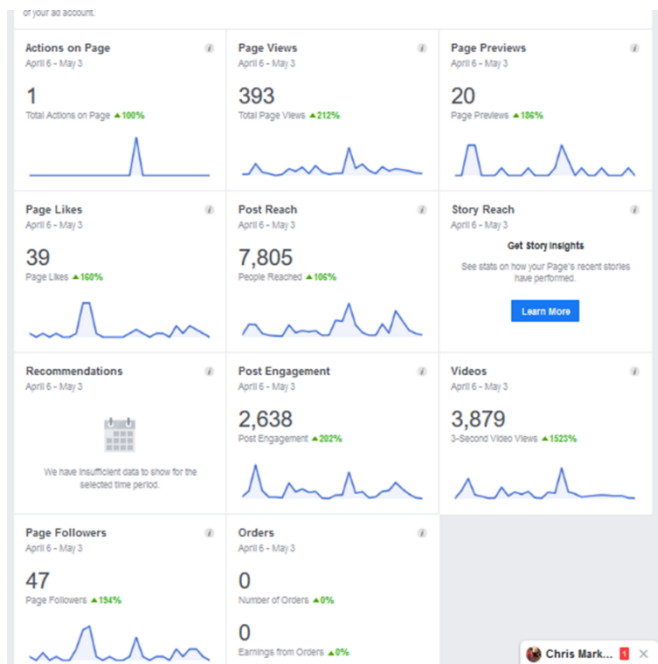 of your ad account.
Actions on Page
April 6 – May 3
1
Total Actions on Page ▲100%
Page Views
April 6 – May 3
393
Total Page Views ▲212%
Page Previews
April 6 – May 3
20
Page Previews ▲186%
Page Likes
April 6 – May 3
39
Page Likes ▲160%
Post Reach
April 6 – May 3
7,805
People Reached ▲106%
Story Reach
April 6 – May 3
Get Story Insights
See stats on how your Page's recent stories
have performed.
Learn More
Recommendations
April 6 – May 3
We have insufficient data to show for the
selected time period.
Post Engagement
April 6 – May 3
2,638
Post Engagement ▲202%
Videos
April 6 – May 3
3,879
3-Second Video Views ▲1523%
Page Followers
April 6 – May 3
47
Page Followers ▲194%
Orders
April 6 – May 3
0
Number of Orders ▲0%
0
Earnings from Orders ▲0%
Chris Mark... 1